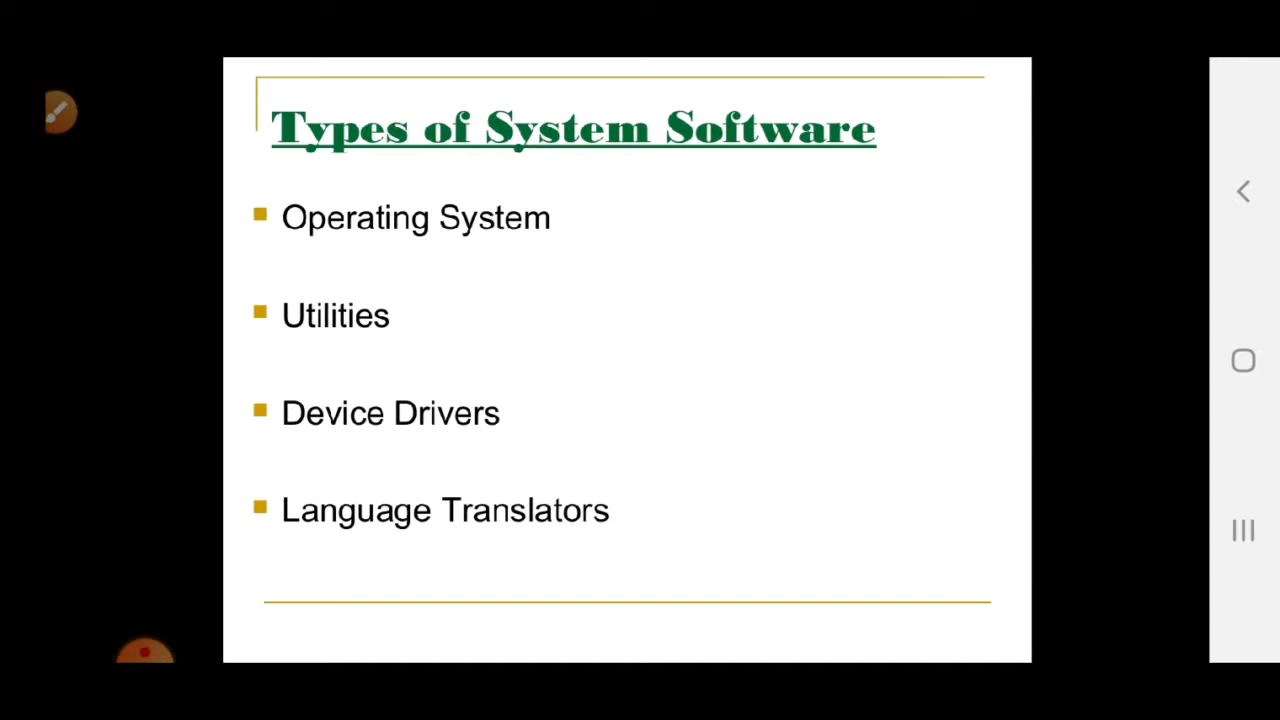 Types of System Software
Operating System
Utilities
Device Drivers
Language Translators